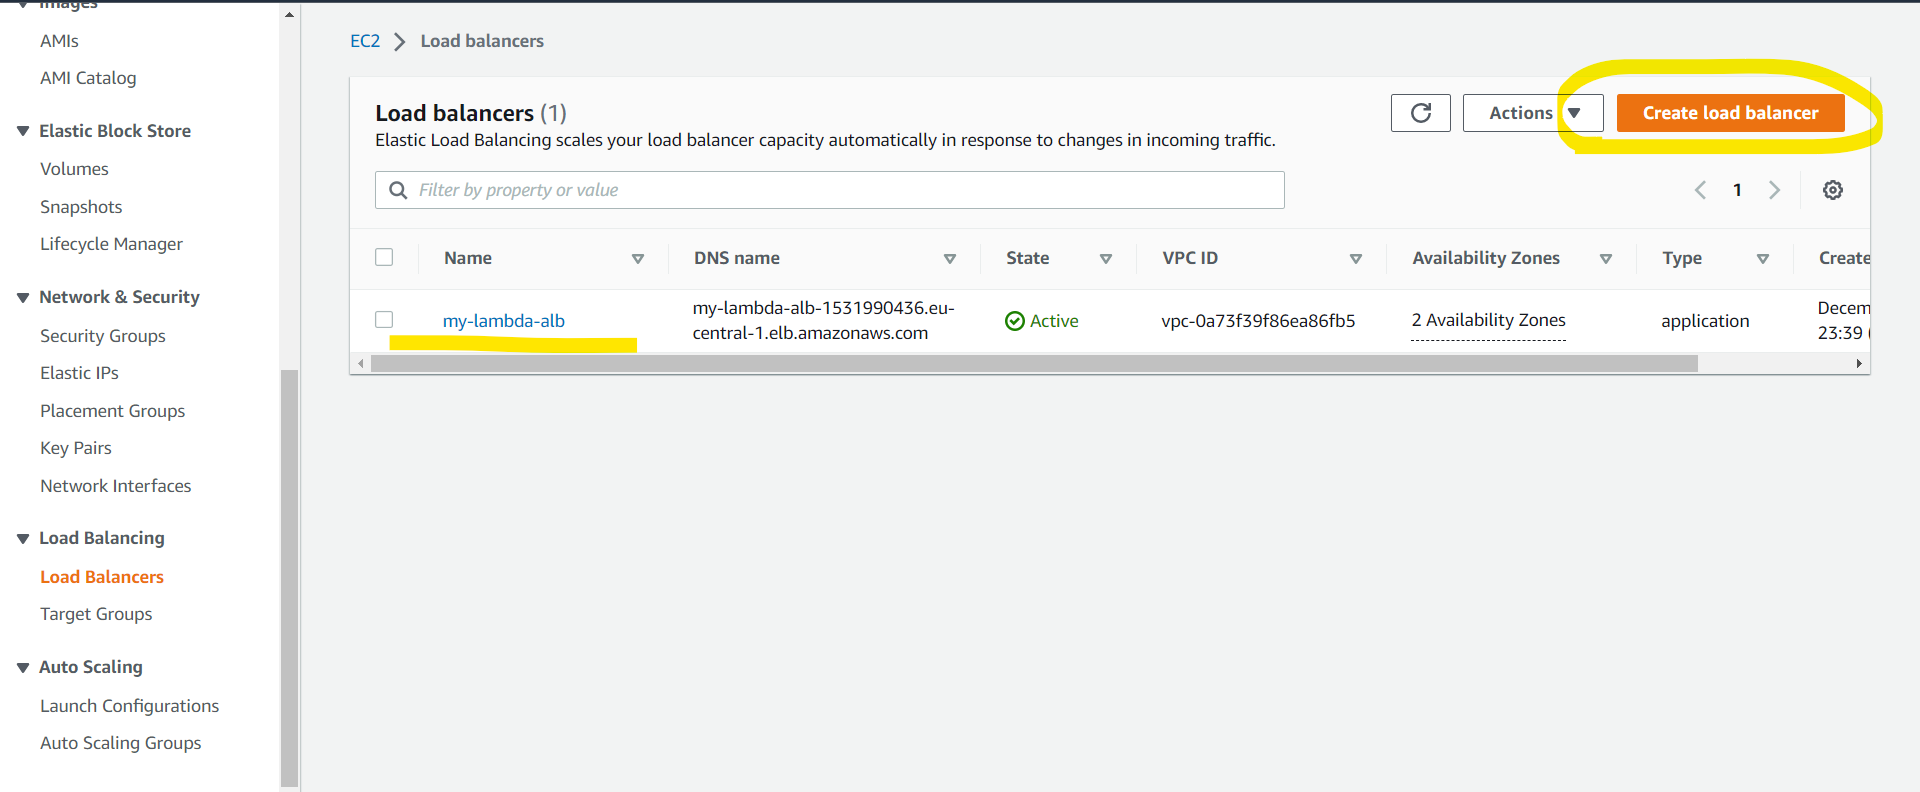 Images
AMIs
AMI Catalog
Elastic Block Store
Volumes
Snapshots
Lifecycle Manager
Network & Security
Security Groups
Elastic IPs
Placement Groups
Key Pairs
Network Interfaces
Load Balancing
Load Balancers
Target Groups
Auto Scaling
Launch Configurations
Auto Scaling Groups
EC2 > Load balancers
Load balancers (1)
Elastic Load Balancing scales your load balancer capacity automatically in response to changes in incoming traffic.
Actions
Create load balancer
Filter by property or value
1
Name DNS name State VPC ID Availability Zones Type Create
my-lambda-alb my-lambda-alb-1531990436.eu-central-1.elb.amazonaws.com Active vpc-0a73f39f86ea86fb5 2 Availability Zones application Decem
23:39